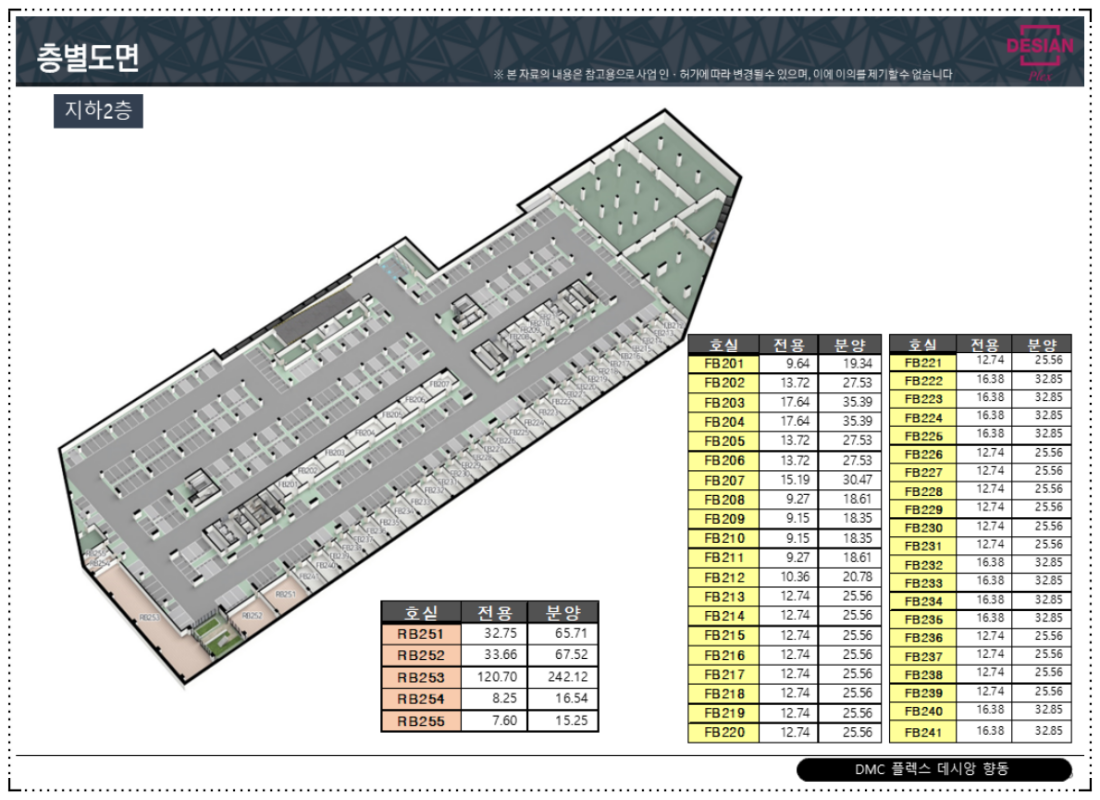 층별도면
※ 본 자료의 내용은 참고용으로 사업 인ㆍ허가에 따라 변경될 수 있으며, 이에 이의를 제기할 수 없습니다
DESIAN
Plex
지하2층
호실 전용 분양
FB201 9.64 19.34
FB202 13.72 27.53
FB203 17.64 35.39
FB204 17.64 35.39
FB205 13.72 27.53
FB206 13.72 27.53
FB207 15.19 30.47
FB208 9.27 18.61
FB209 9.15 18.35
FB210 9.15 18.35
FB211 9.27 18.61
FB212 10.36 20.78
FB213 12.74 25.56
FB214 12.74 25.56
FB215 12.74 25.56
FB216 12.74 25.56
FB217 12.74 25.56
FB218 12.74 25.56
FB219 12.74 25.56
FB220 12.74 25.56
호실 전용 분양
FB221 12.74 25.56
FB222 16.38 32.85
FB223 16.38 32.85
FB224 16.38 32.85
FB225 16.38 32.85
FB226 12.74 25.56
FB227 12.74 25.56
FB228 12.74 25.56
FB229 12.74 25.56
FB230 12.74 25.56
FB231 12.74 25.56
FB232 16.38 32.85
FB233 16.38 32.85
FB234 16.38 32.85
FB235 16.38 32.85
FB236 12.74 25.56
FB237 12.74 25.56
FB238 12.74 25.56
FB239 12.74 25.56
FB240 16.38 32.85
FB241 16.38 32.85
FB207
FB206
FB205
FB204
FB203
FB202
FB201
RB251
RB252
RB253
호실 전용 분양
RB251 32.75 65.71
RB252 33.66 67.52
RB253 120.70 242.12
RB254 8.25 16.54
RB255 7.60 15.25
DMC 플렉스 데시앙 향동